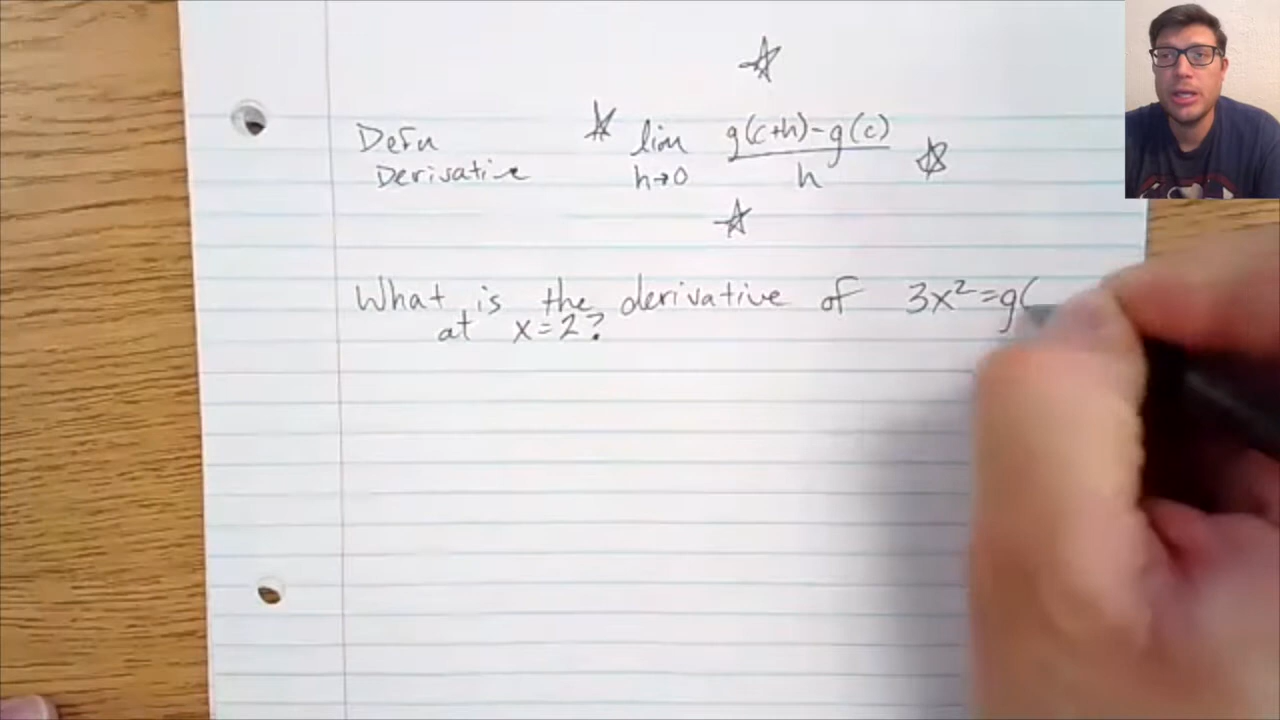 Defn
Derivative
lim h→0 g(c+h)-g(c) / h
What is the derivative of 3x²=g(
at x=2?